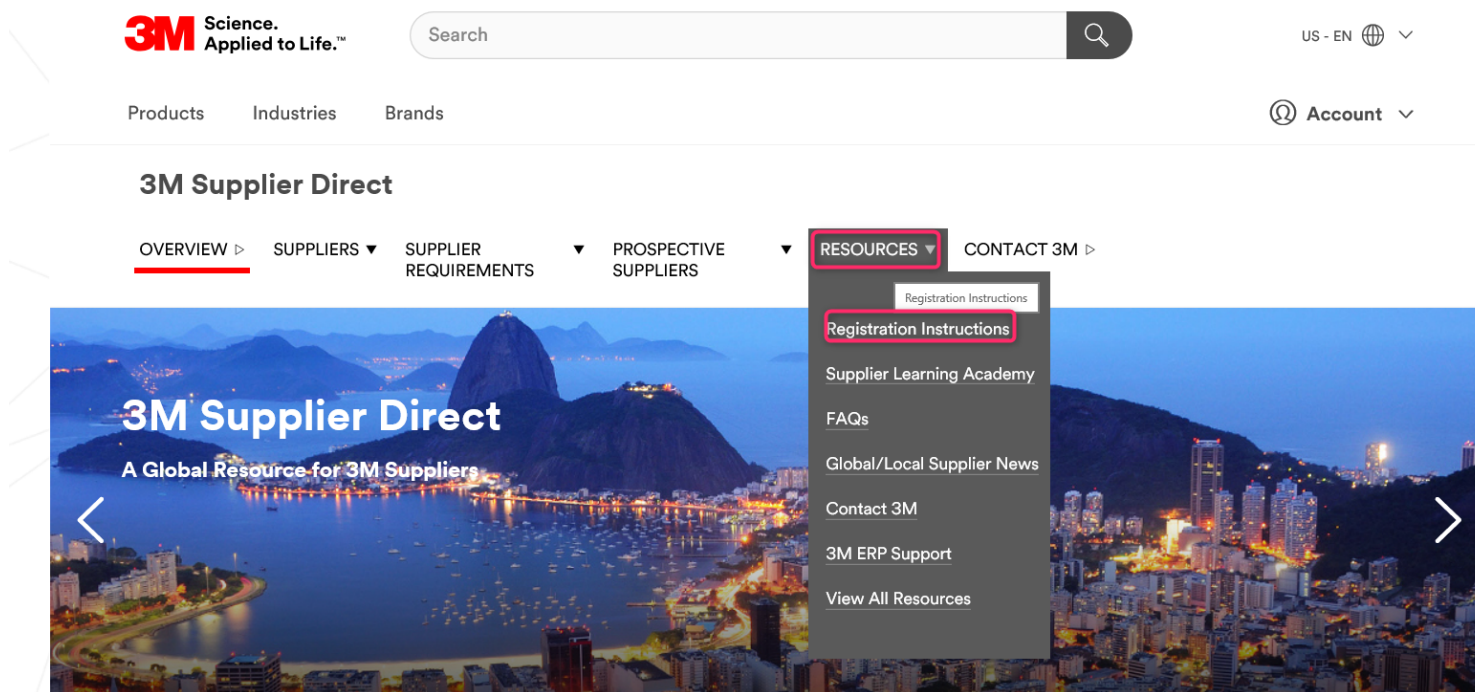 3M Science.
Applied to Life.™
Search
US - EN
Products Industries Brands
Account
3M Supplier Direct
OVERVIEW SUPPLIERS SUPPLIER REQUIREMENTS PROSPECTIVE SUPPLIERS RESOURCES CONTACT 3M
Registration Instructions
Registration Instructions
Supplier Learning Academy
FAQs
Global/Local Supplier News
Contact 3M
3M ERP Support
View All Resources
3M Supplier Direct
A Global Resource for 3M Suppliers